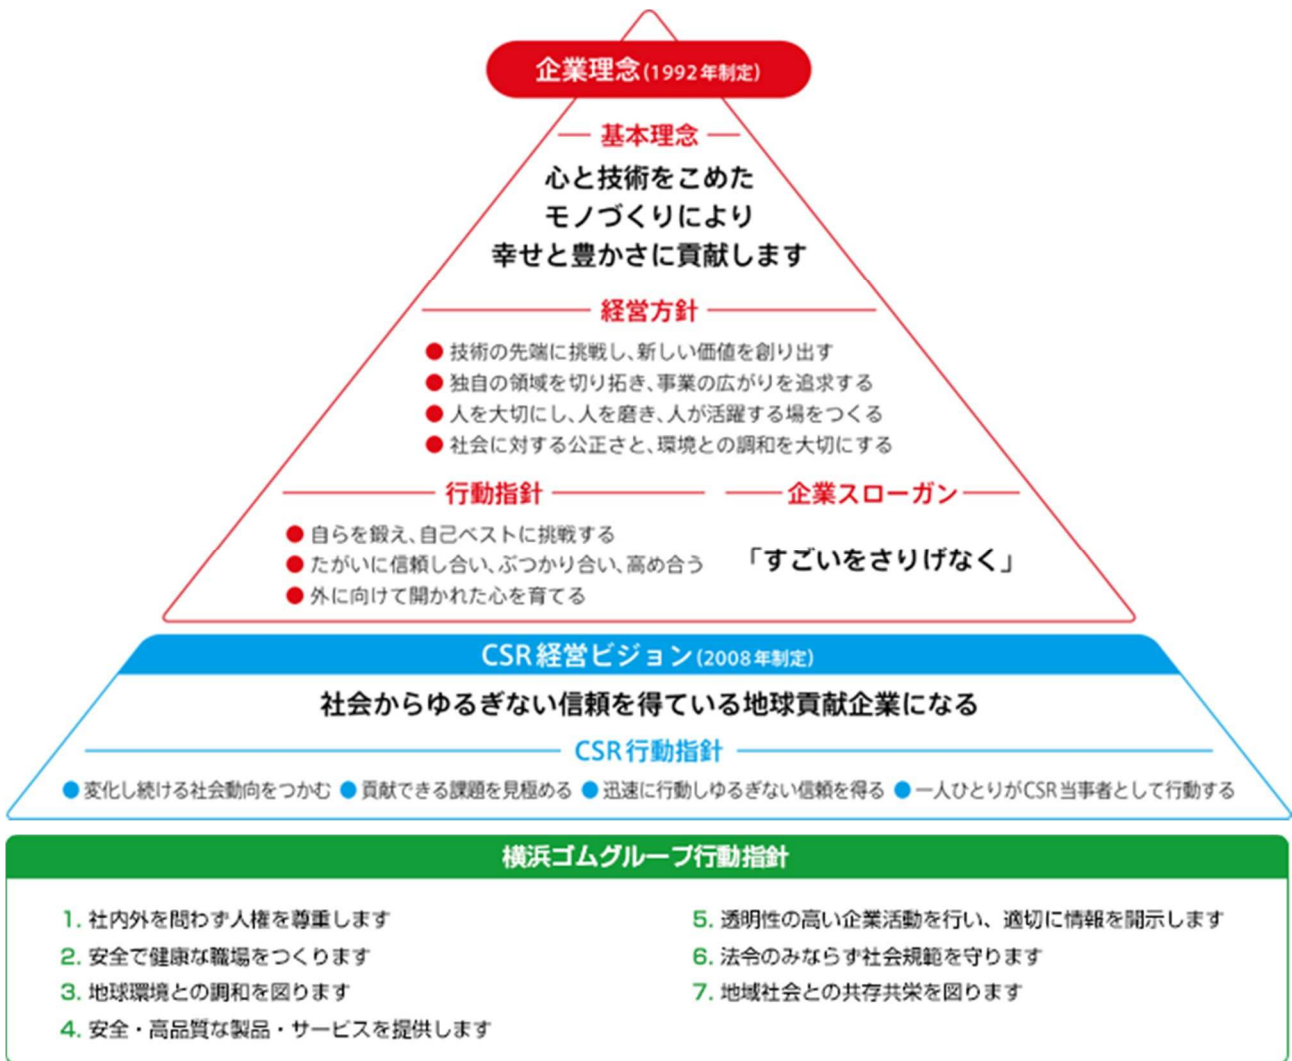 企業理念(1992年制定)
基本理念
心と技術をこめた
モノづくりにより
幸せと豊かさに貢献します
経営方針
● 技術の先端に挑戦し、新しい価値を創り出す
● 独自の領域を切り拓き、事業の広がりを追求する
● 人を大切にし、人を磨き、人が活躍する場をつくる
● 社会に対する公正さと、環境との調和を大切にする
行動指針
● 自らを鍛え、自己ベストに挑戦する
● たがいに信頼し合い、ぶつかり合い、高め合う
● 外に向けて開かれた心を育てる
企業スローガン
「すごいをさりげなく」
CSR経営ビジョン(2008年制定)
社会からゆるぎない信頼を得ている地球貢献企業になる
CSR行動指針
● 変化し続ける社会動向をつかむ ● 貢献できる課題を見極める ● 迅速に行動しゆるぎない信頼を得る ● 一人ひとりがCSR当事者として行動する
横浜ゴムグループ行動指針
1. 社内外を問わず人権を尊重します
2. 安全で健康な職場をつくります
3. 地球環境との調和を図ります
4. 安全・高品質な製品・サービスを提供します
5. 透明性の高い企業活動を行い、適切に情報を開示します
6. 法令のみならず社会規範を守ります
7. 地域社会との共存共栄を図ります